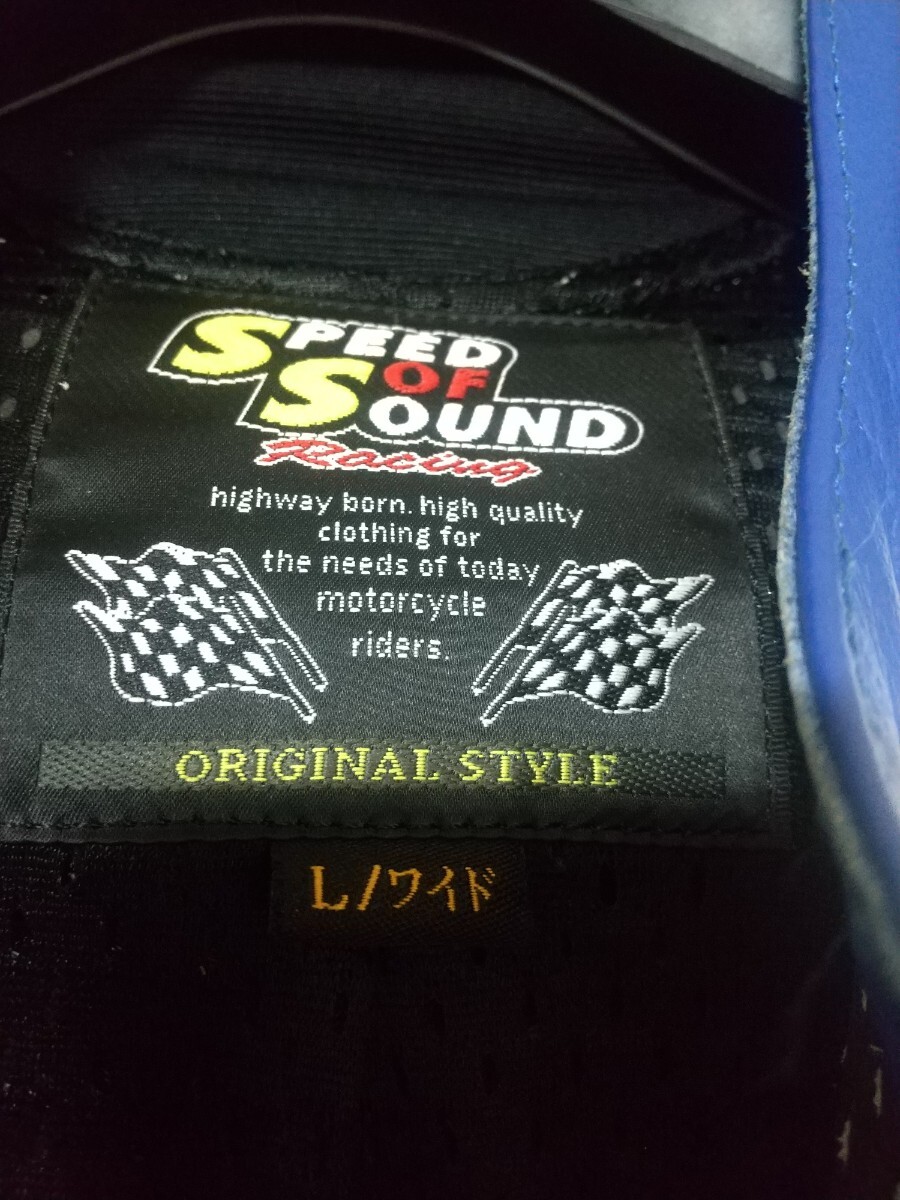 SPEED
OF
SOUND
Racing
highway born. high quality
clothing for
the needs of today
motorcycle
riders.
ORIGINAL STYLE
L/ワイド